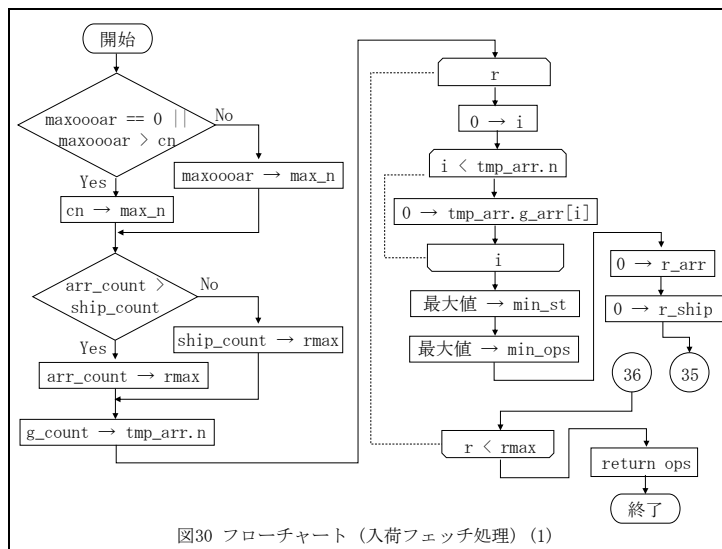 開始
maxoooar == 0 ||
maxoooar > cn
No
Yes
maxoooar → max_n
cn → max_n
arr_count >
ship_count
No
Yes
ship_count → rmax
arr_count → rmax
g_count → tmp_arr.n
r
0 → i
i < tmp_arr.n
0 → tmp_arr.g_arr[i]
i
最大値 → min_st
最大値 → min_ops
0 → r_arr
0 → r_ship
35
36
r < rmax
return ops
終了
図30 フローチャート（入荷フェッチ処理）(1)